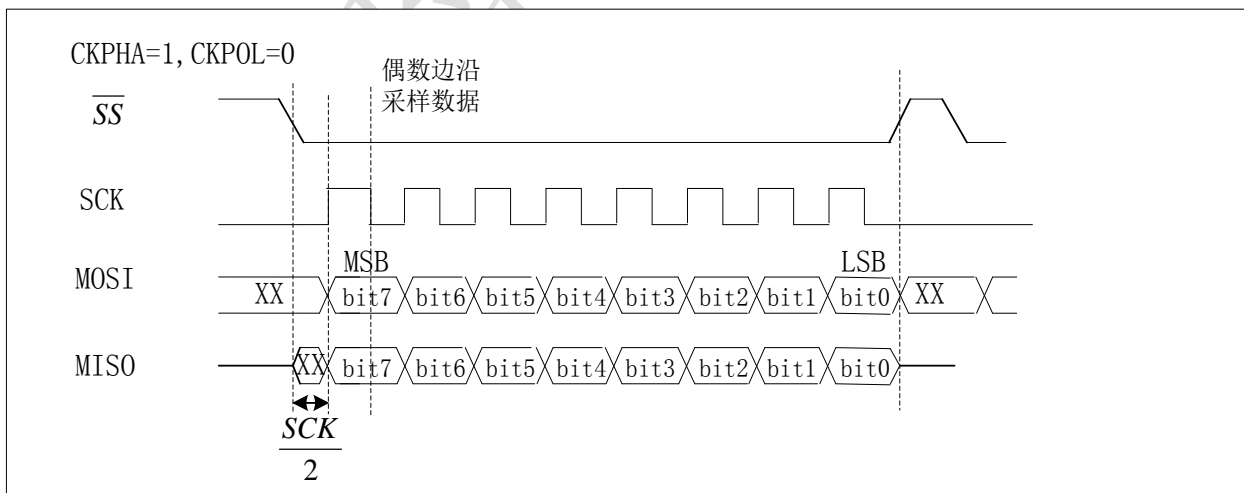 CKPHA=1,CKPOL=0
偶数边沿
采样数据
SS
SCK
MOSI
XX
MSB
LSB
bit7 bit6 bit5 bit4 bit3 bit2 bit1 bit0
XX
MISO
XX
bit7 bit6 bit5 bit4 bit3 bit2 bit1 bit0
SCK
2